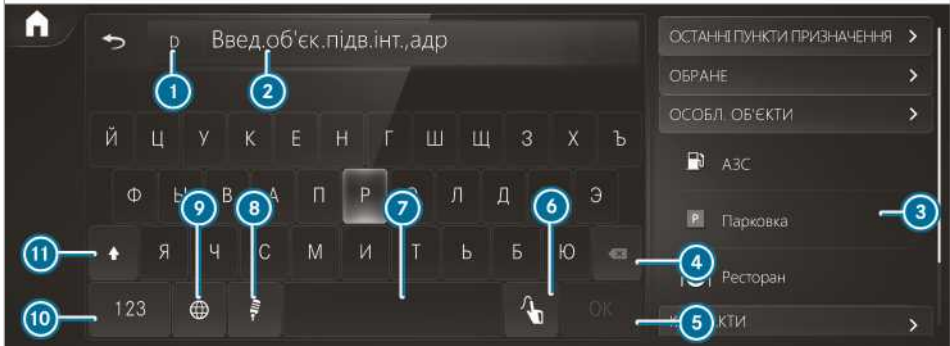 D Введ.об'єк.підв.інт.,адр
1
2
ОСТАННІ ПУНКТИ ПРИЗНАЧЕННЯ
ОБРАНЕ
ОСОБЛ. ОБ'ЄКТИ
АЗС
P Парковка
3
Ресторан
Й Ц У К Е Н Г Ш Щ З Х Ъ
Ф Ы В А П Р Л Д Э
9
8
7
6
11
Я Ч С М И Т Ь Б Ю
4
10
123
OK
5